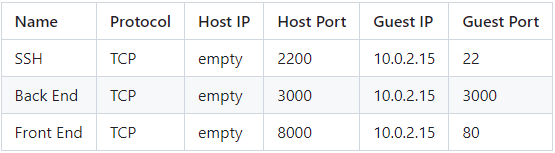 Name Protocol Host IP Host Port Guest IP Guest Port
SSH TCP empty 2200 10.0.2.15 22
Back End TCP empty 3000 10.0.2.15 3000
Front End TCP empty 8000 10.0.2.15 80